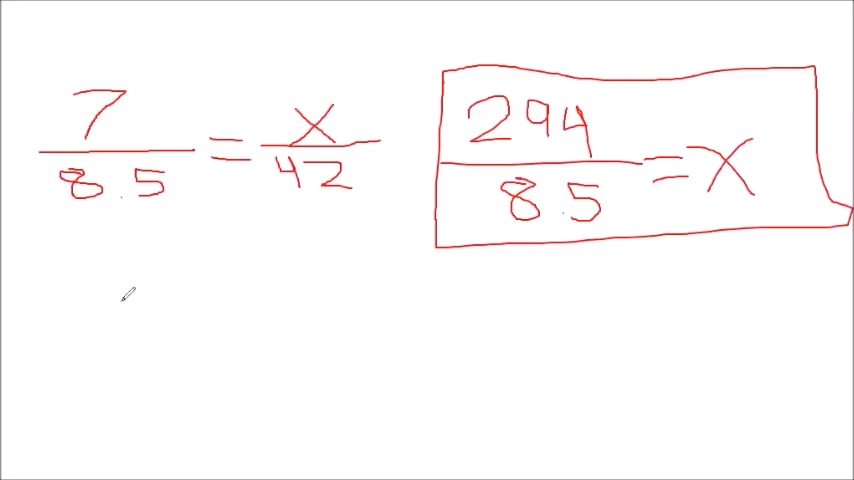 7/8.5 = x/42
294/8.5 = x